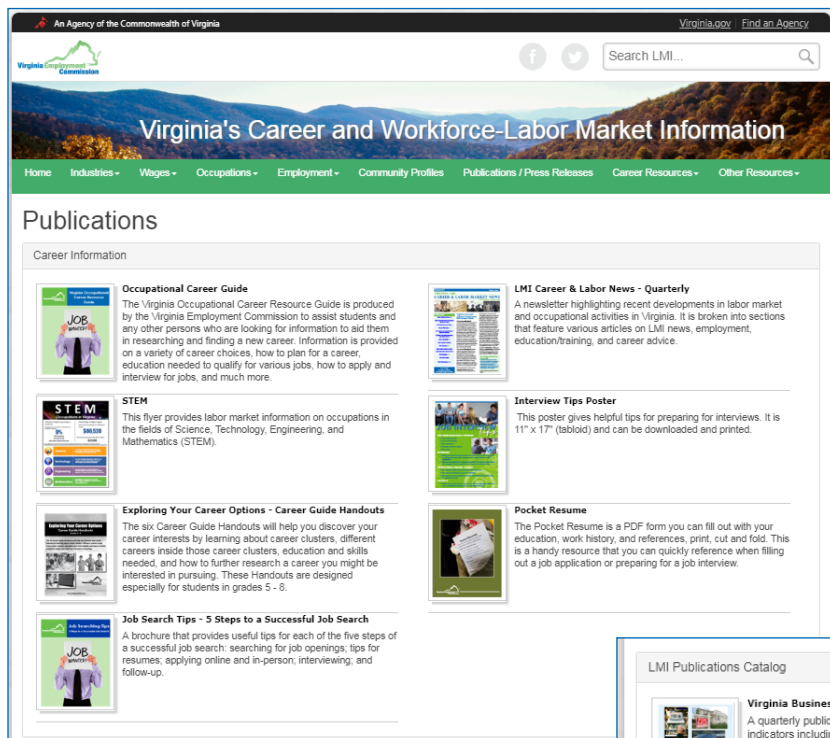 An Agency of the Commonwealth of Virginia
Virginia.gov | Find an Agency
Virginia Employment
Commission
Search LMI...
Virginia's Career and Workforce-Labor Market Information
Home Industries Wages Occupations Employment Community Profiles Publications / Press Releases Career Resources Other Resources
Publications
Career Information
Occupational Career Guide
The Virginia Occupational Career Resource Guide is produced
by the Virginia Employment Commission to assist students and
any other persons who are looking for information to aid them
in researching and finding a new career. Information is provided
on a variety of career choices, how to plan for a career,
education needed to qualify for various jobs, how to apply and
interview for jobs, and much more.
JOB
LMI Career & Labor News - Quarterly
A newsletter highlighting recent developments in labor market
and occupational activities in Virginia. It is broken into sections
that feature various articles on LMI news, employment,
education/training, and career advice.
STEM
This flyer provides labor market information on occupations in
the fields of Science, Technology, Engineering, and
Mathematics (STEM).
STEM
Interview Tips Poster
This poster gives helpful tips for preparing for interviews. It is
11" x 17" (tabloid) and can be downloaded and printed.
Exploring Your Career Options - Career Guide Handouts
The six Career Guide Handouts will help you discover your
career interests by learning about career clusters, different
careers inside those career clusters, education and skills
needed, and how to further research a career you might be
interested in pursuing. These Handouts are designed
especially for students in grades 5 - 8.
Exploring Your Career Options
Pocket Resume
The Pocket Resume is a PDF form you can fill out with your
education, work history, and references, print, cut and fold. This
is a handy resource that you can quickly reference when filling
out a job application or preparing for a job interview.
Job Search Tips - 5 Steps to a Successful Job Search
A brochure that provides useful tips for each of the five steps of
a successful job search: searching for job openings; tips for
resumes; applying online and in-person; interviewing; and
follow-up.
Job Searching Tips
JOB
LMI Publications Catalog
Virginia Busines
A quarterly public
indicators includin